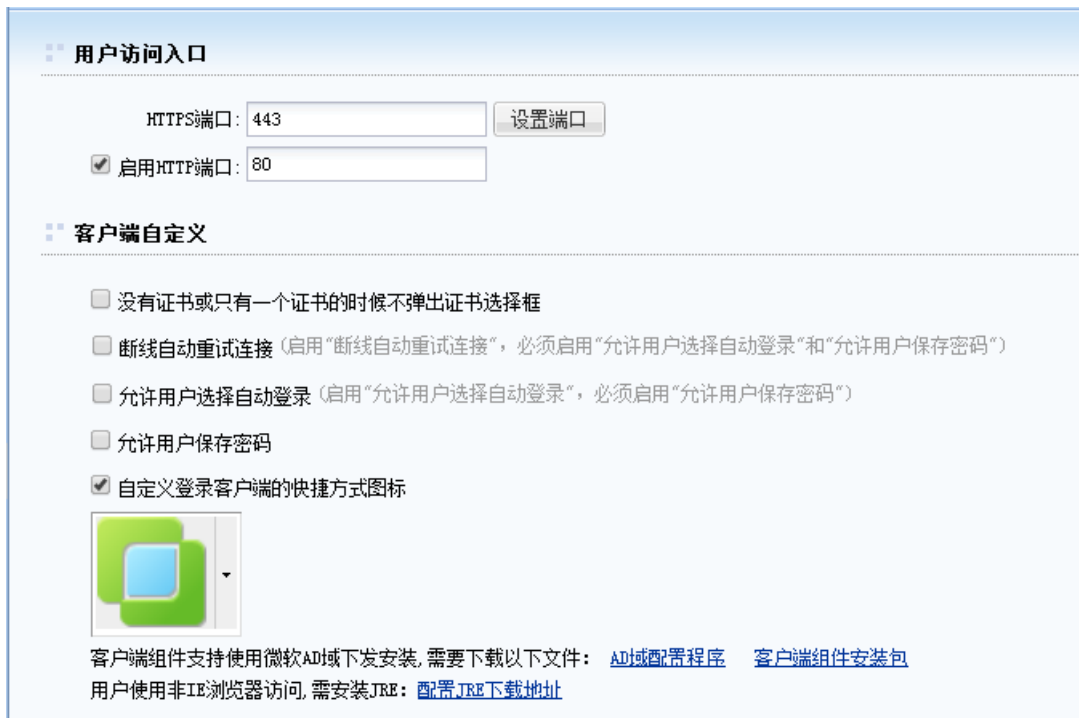 用户访问入口
HTTPS端口: 443 设置端口
启用HTTP端口: 80
客户端自定义
没有证书或只有一个证书的时候不弹出证书选择框
断线自动重试连接 (启用"断线自动重试连接", 必须启用"允许用户选择自动登录"和"允许用户保存密码")
允许用户选择自动登录 (启用"允许用户选择自动登录", 必须启用"允许用户保存密码")
允许用户保存密码
自定义登录客户端的快捷方式图标
客户端组件支持使用微软AD域下发安装,需要下载以下文件: AD域配置程序 客户端组件安装包
用户使用非IE浏览器访问,需安装JRE: 配置JRE下载地址